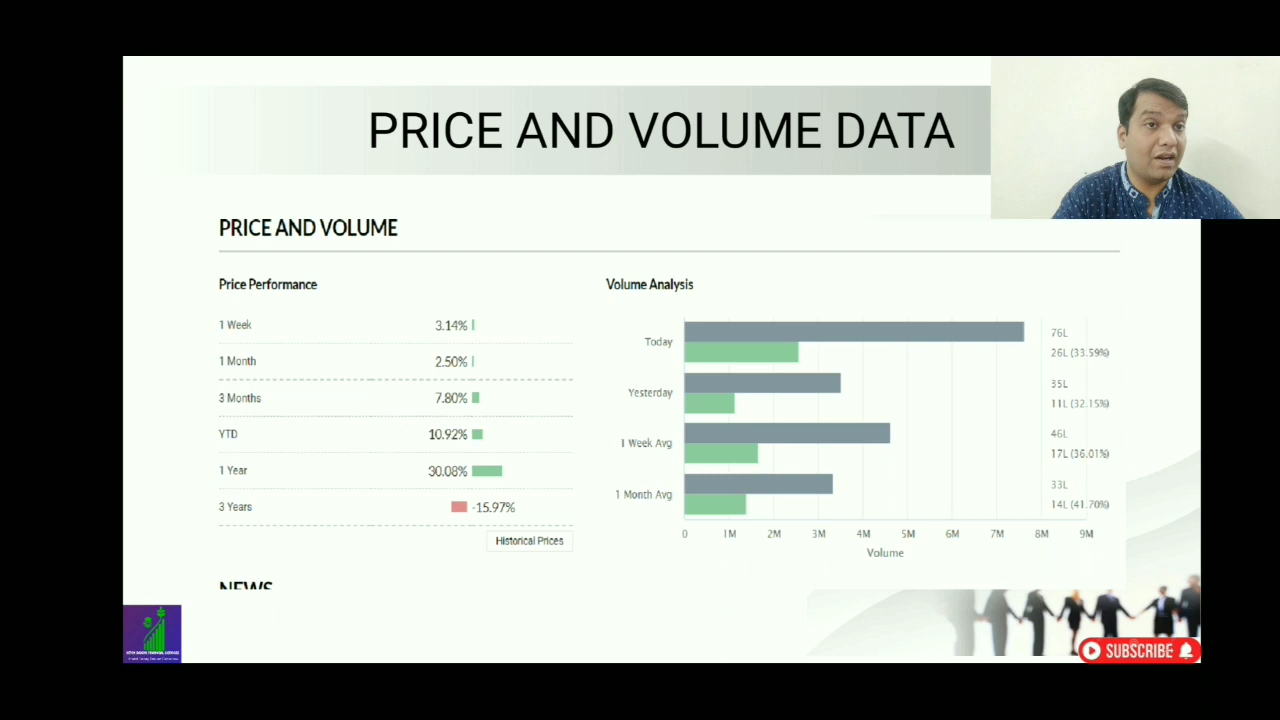 PRICE AND VOLUME DATA
PRICE AND VOLUME
Price Performance
1 Week 3.14%
1 Month 2.50%
3 Months 7.80%
YTD 10.92%
1 Year 30.08%
3 Years -15.97%
Historical Prices
NEWS
Volume Analysis
Today 76L
26L (33.59%)
Yesterday 35L
11L (32.15%)
1 Week Avg 46L
17L (36.01%)
1 Month Avg 33L
14L (41.70%)
0 1M 2M 3M 4M 5M 6M 7M 8M 9M
Volume
SUBSCRIBE